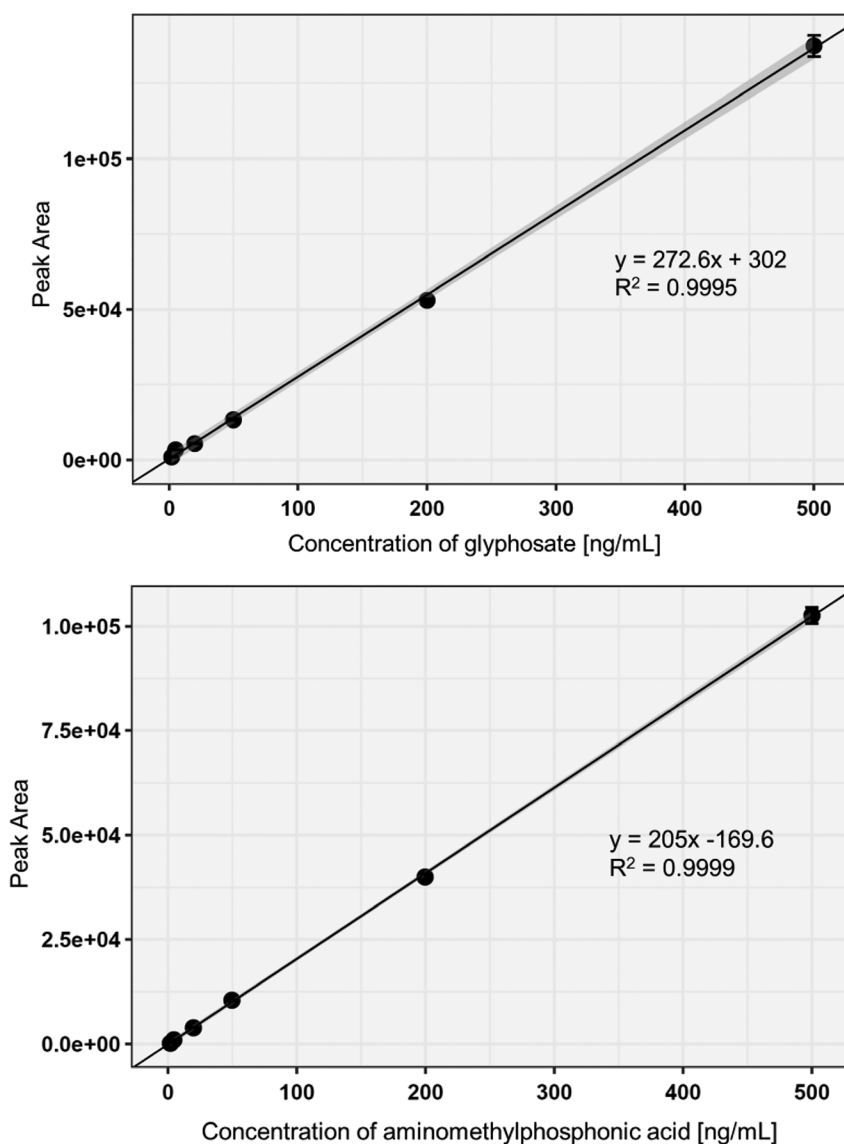 1e+05
5e+04
0e+00
Peak Area
y = 272.6x + 302
R² = 0.9995
0 100 200 300 400 500
Concentration of glyphosate [ng/mL]
1.0e+05
7.5e+04
5.0e+04
2.5e+04
0.0e+00
Peak Area
y = 205x -169.6
R² = 0.9999
0 100 200 300 400 500
Concentration of aminomethylphosphonic acid [ng/mL]